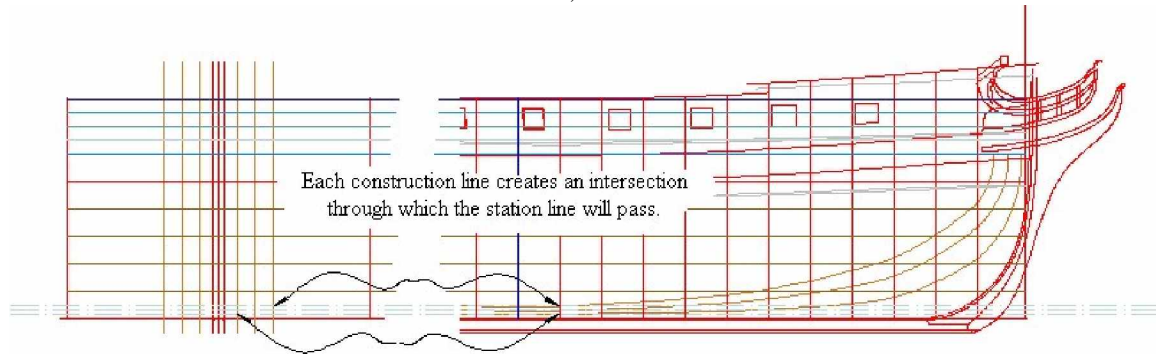 Each construction line creates an intersection
through which the station line will pass.